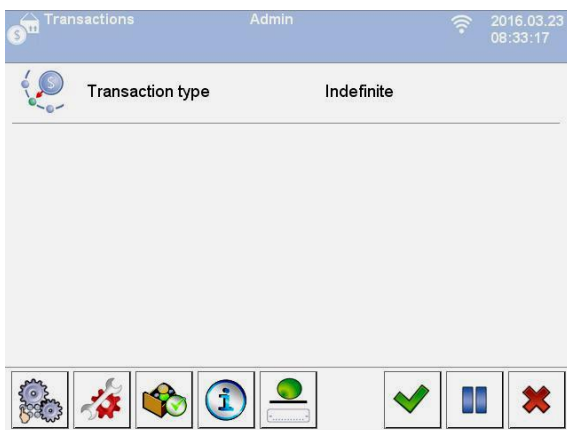 Transactions Admin 2016.03.23
08:33:17
Transaction type Indefinite